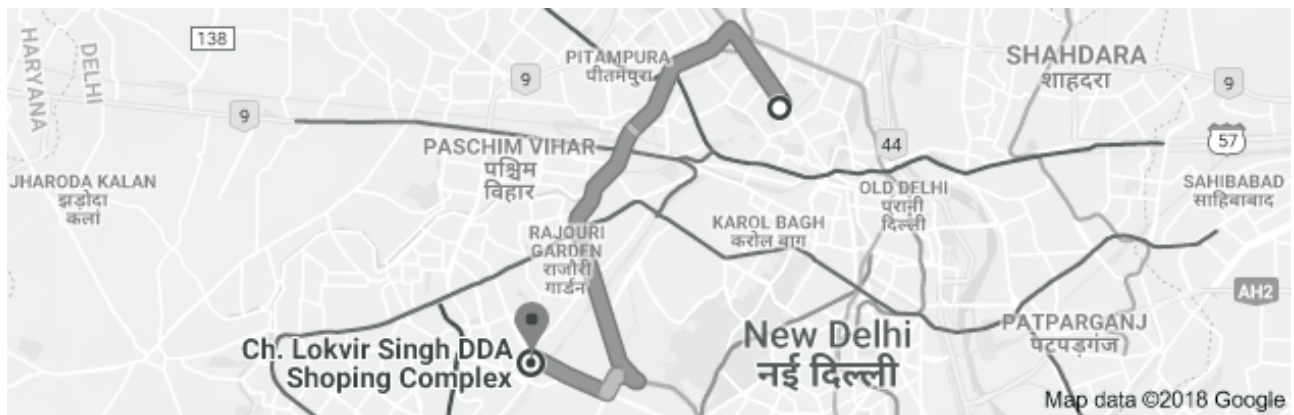 HARYANA
DELHI
138
PITAMPURA
पीतमपुरा
9
SHAHDARA
शाहदरा
9
9
PASCHIM VIHAR
पश्चिम
विहार
44
57
JHARODA KALAN
झड़ोदा
कलां
OLD DELHI
पुरानी
दिल्ली
SAHIBABAD
साहिबाबाद
KAROL BAGH
करोल बाग
RAJOURI
GARDEN
राजौरी
गार्डन
AH2
New Delhi
नई दिल्ली
PATPARGANJ
पटपड़गंज
Ch. Lokvir Singh DDA
Shoping Complex
Map data ©2018 Google